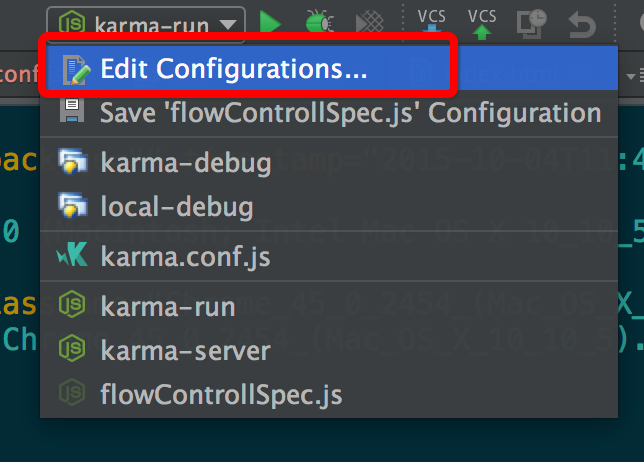 karma-run
VCS VCS
Edit Configurations...
conf
Save 'flowControllSpec.js' Configuration
karma-debug
local-debug
karma.conf.js
karma-run
karma-server
flowControllSpec.js